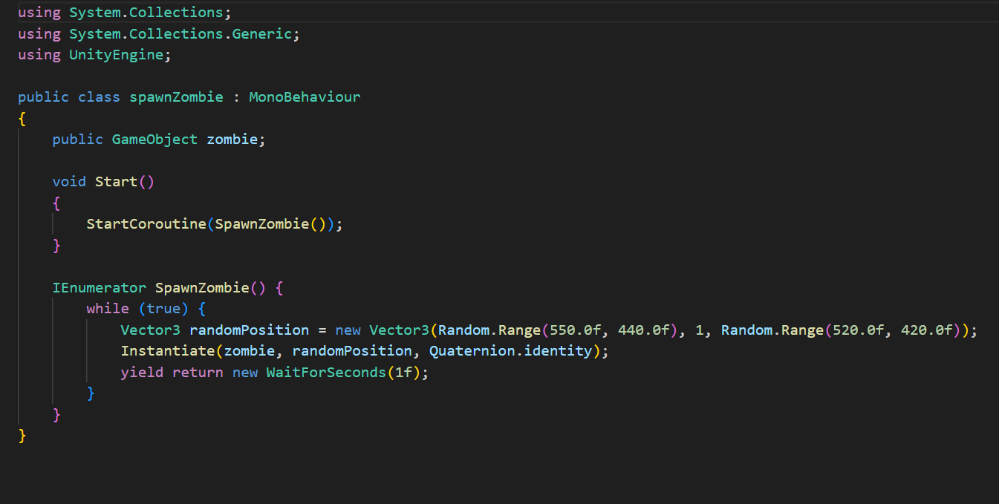 using System.Collections;
using System.Collections.Generic;
using UnityEngine;

public class spawnZombie : MonoBehaviour
{
    public GameObject zombie;

    void Start()
    {
        StartCoroutine(SpawnZombie());
    }

    IEnumerator SpawnZombie() {
        while (true) {
            Vector3 randomPosition = new Vector3(Random.Range(550.0f, 440.0f), 1, Random.Range(520.0f, 420.0f));
            Instantiate(zombie, randomPosition, Quaternion.identity);
            yield return new WaitForSeconds(1f);
        }
    }
}